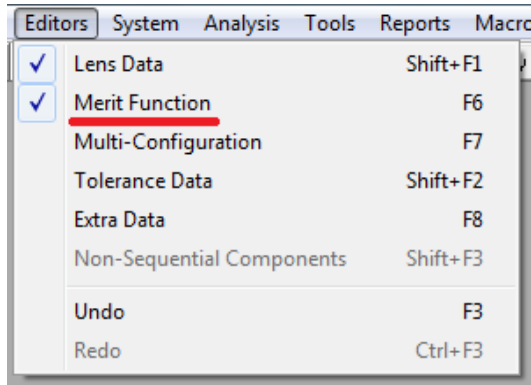 Editors System Analysis Tools Reports Macro
Lens Data Shift+F1
Merit Function F6
Multi-Configuration F7
Tolerance Data Shift+F2
Extra Data F8
Non-Sequential Components Shift+F3
Undo F3
Redo Ctrl+F3